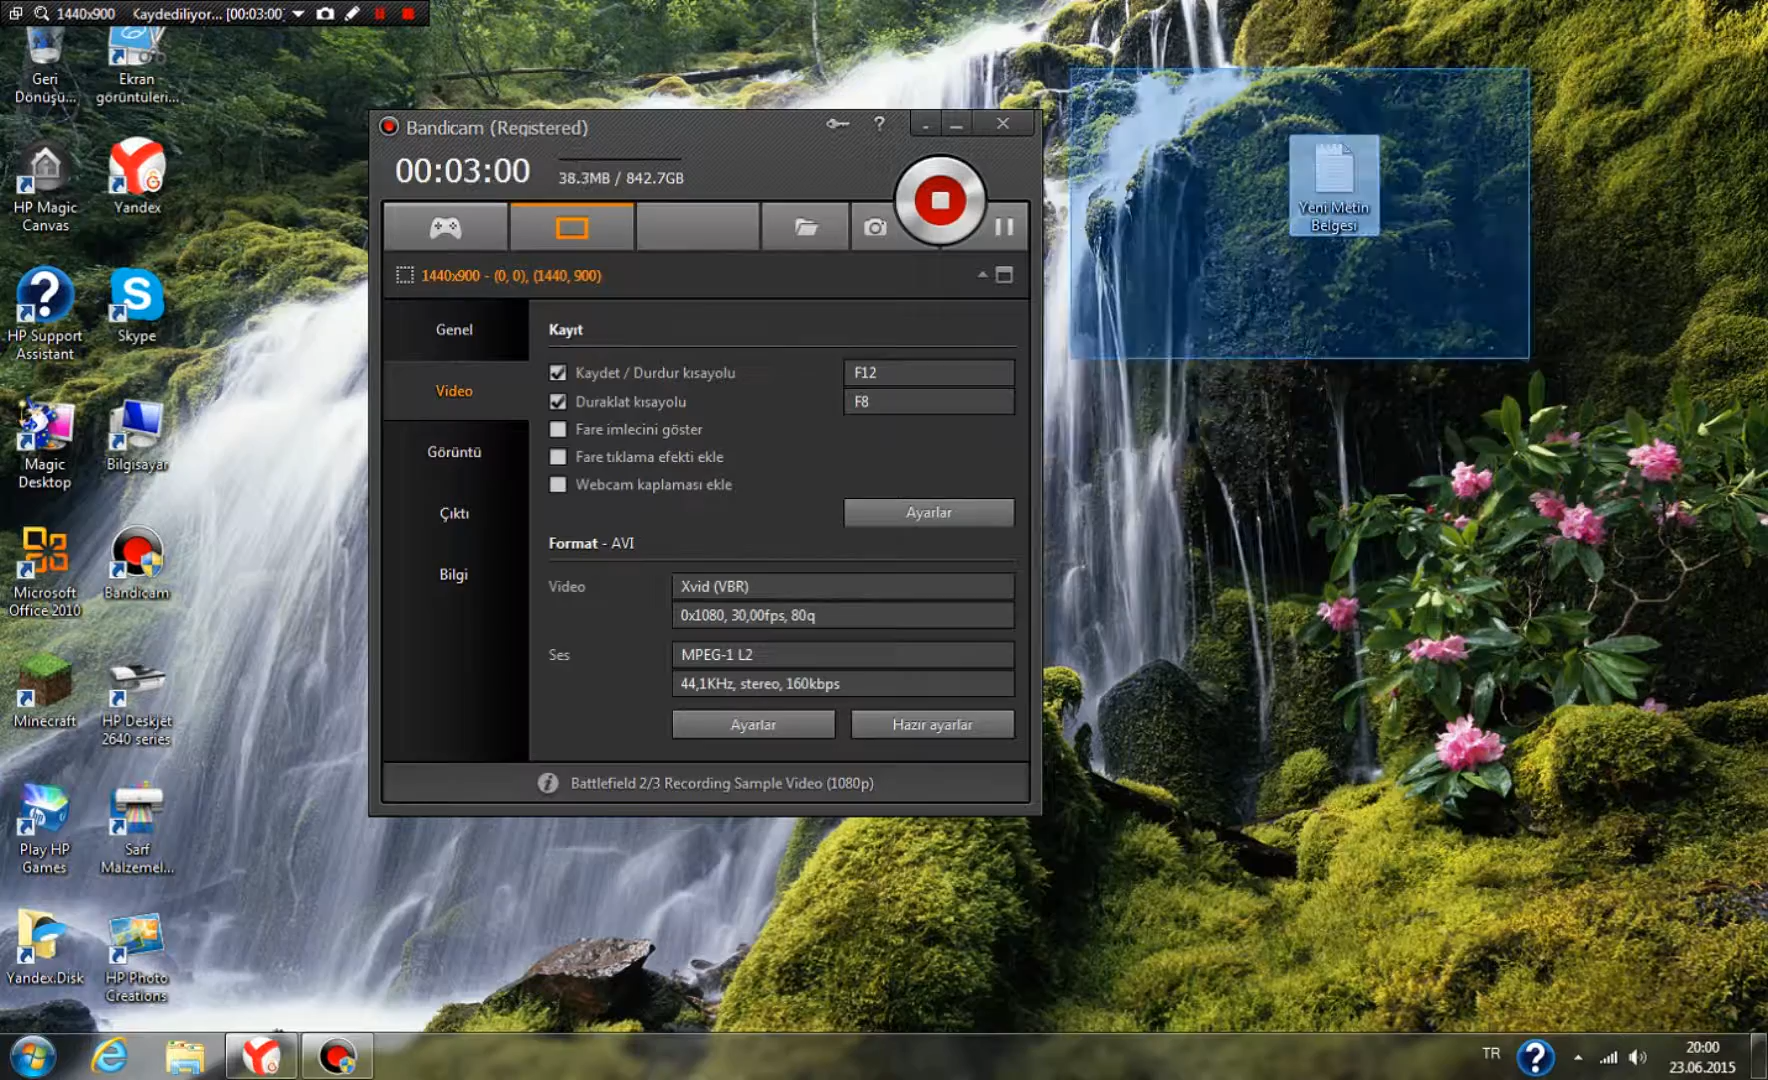 1440x900 Kaydediliyor... [00:03:00]
Geri
Dönüşü...
Ekran
görüntüleri...
HP Magic
Canvas
Yandex
HP Support
Assistant
Skype
Magic
Desktop
Bilgisayar
Microsoft
Office 2010
Bandicam
Minecraft
HP Deskjet
2640 series
Play HP
Games
Sarf
Malzemel...
Yandex.Disk
HP Photo
Creations
Bandicam (Registered)
00:03:00
38.3MB / 842.7GB
1440x900 - (0, 0), (1440, 900)
Genel
Video
Görüntü
Çıktı
Bilgi
Kayıt
Kaydet / Durdur kısayolu F12
Duraklat kısayolu F8
Fare imlecini göster
Fare tıklama efekti ekle
Webcam kaplaması ekle
Ayarlar
Format - AVI
Video Xvid (VBR)
0x1080, 30,00fps, 80q
Ses MPEG-1 L2
44,1KHz, stereo, 160kbps
Ayarlar Hazır ayarlar
Battlefield 2/3 Recording Sample Video (1080p)
Yeni Metin
Belgesi
TR
20:00
23.06.2015